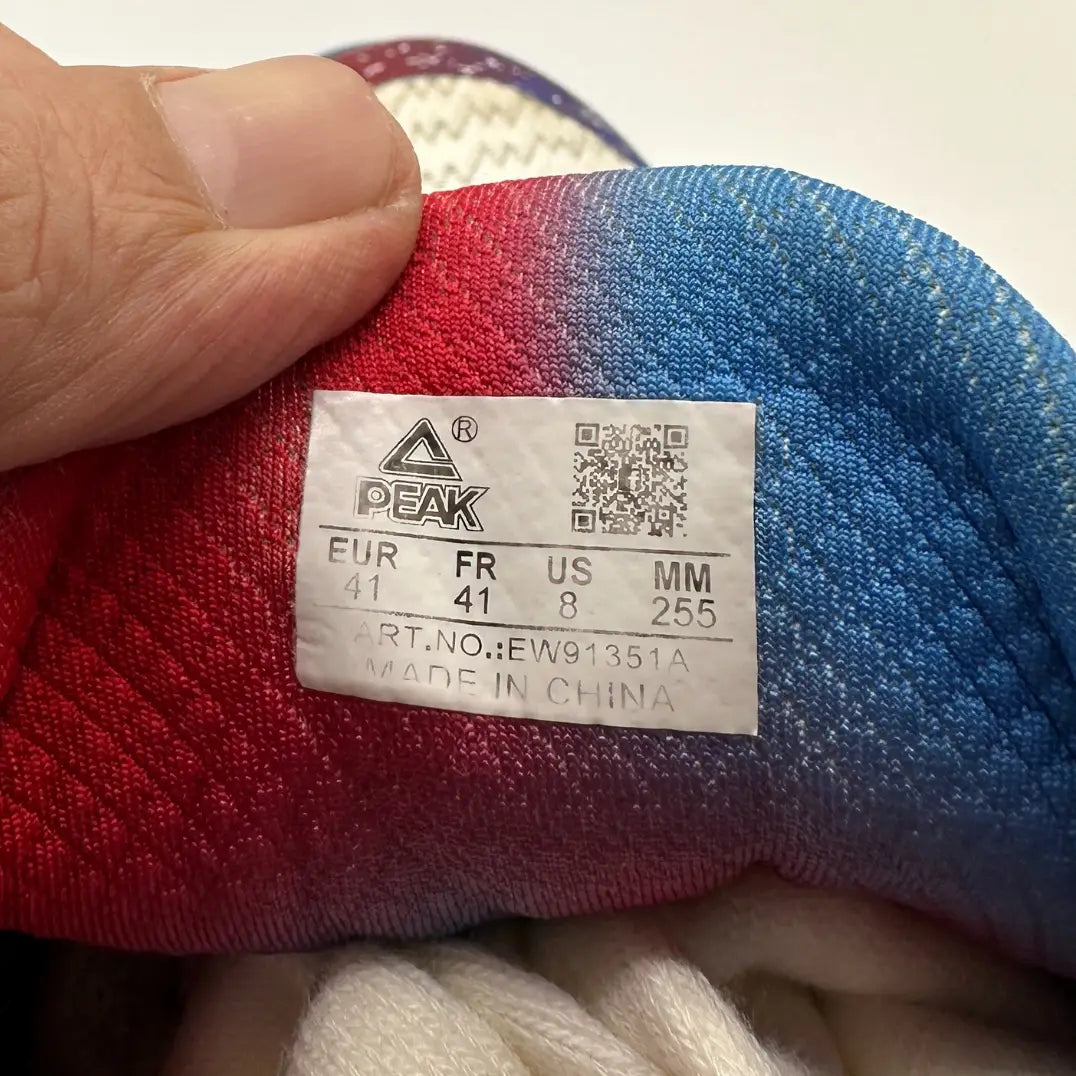 ®
PEAK
EUR FR US MM
41 41 8 255
ART.NO.:EW91351A
MADE IN CHINA